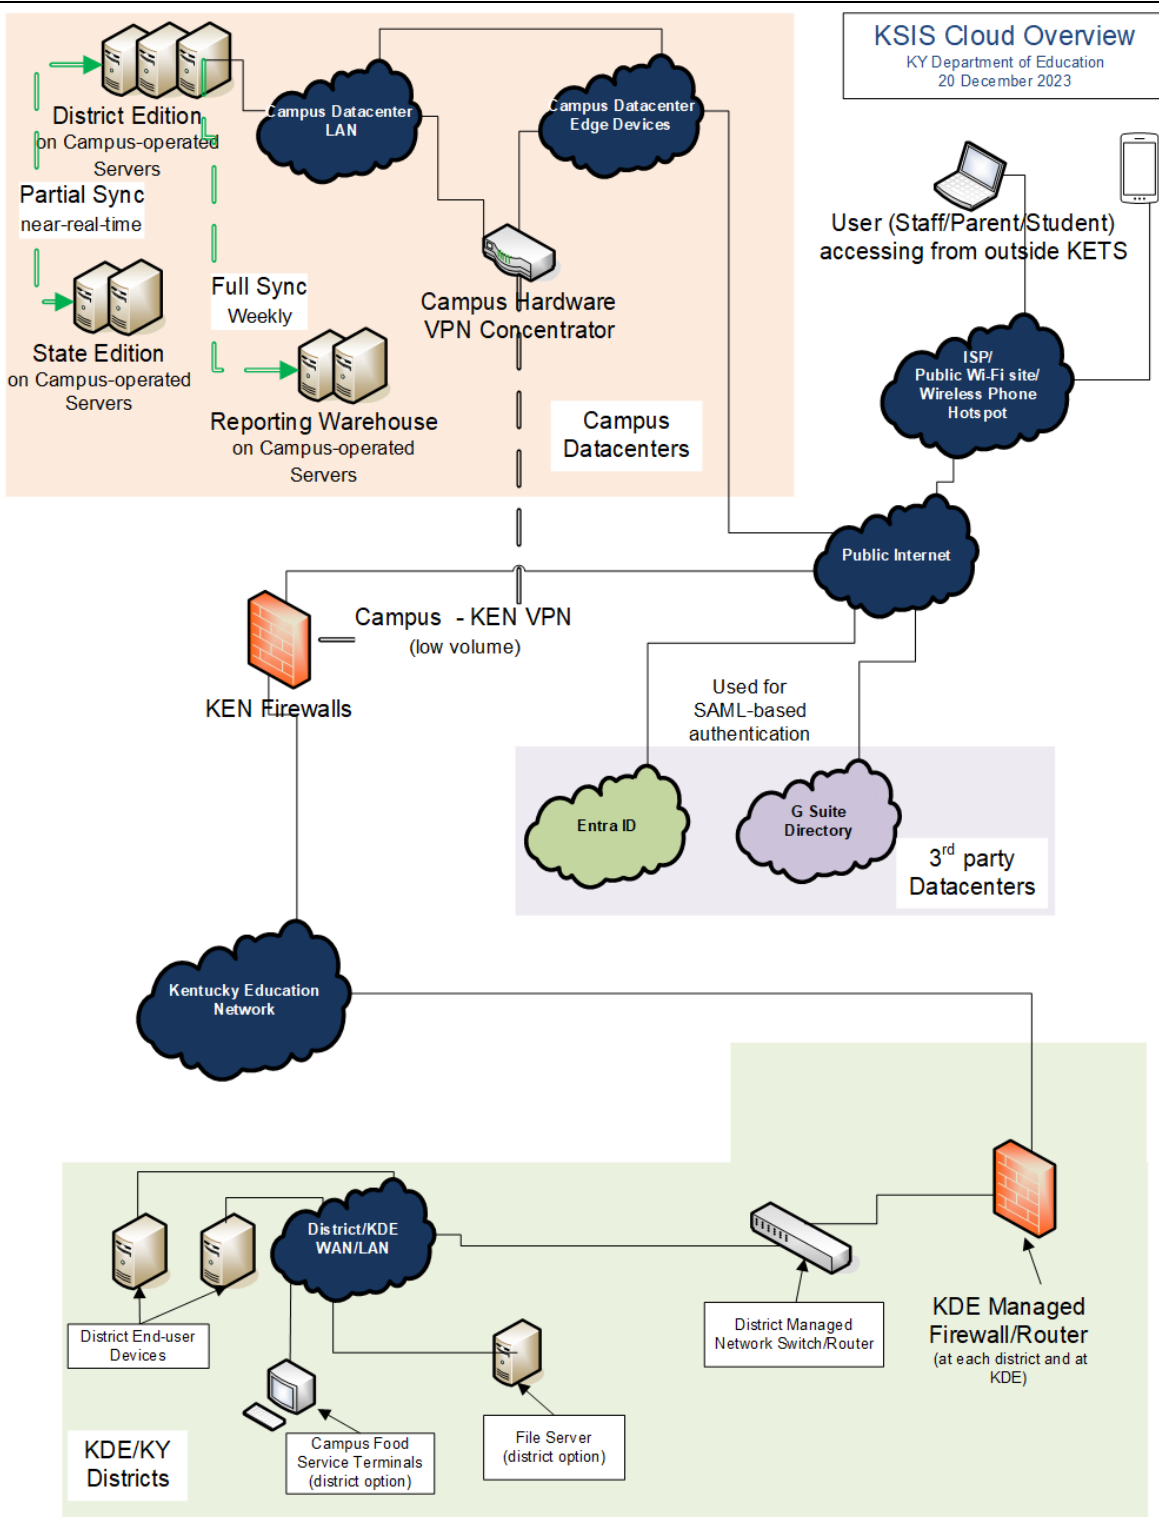 KSIS Cloud Overview
KY Department of Education
20 December 2023
District Edition
on Campus-operated
Servers
Partial Sync
near-real-time
State Edition
on Campus-operated
Servers
Full Sync
Weekly
Reporting Warehouse
on Campus-operated
Servers
Campus Datacenter
LAN
Campus Datacenter
Edge Devices
Campus Hardware
VPN Concentrator
Campus
Datacenters
User (Staff/Parent/Student)
accessing from outside KETS
ISP/
Public Wi-Fi site/
Wireless Phone
Hotspot
Public Internet
Campus - KEN VPN
(low volume)
KEN Firewalls
Used for
SAML-based
authentication
Entra ID
G Suite
Directory
3rd party
Datacenters
Kentucky Education
Network
District/KDE
WAN/LAN
District End-user
Devices
District Managed
Network Switch/Router
KDE Managed
Firewall/Router
(at each district and at
KDE)
Campus Food
Service Terminals
(district option)
File Server
(district option)
KDE/KY
Districts